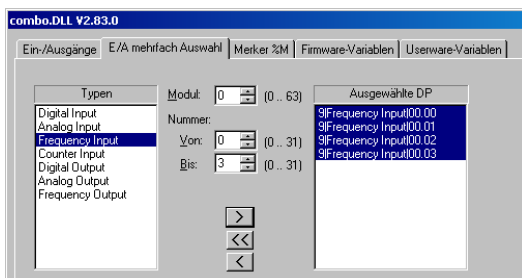 combo.DLL V2.83.0
Ein-/Ausgänge E/A mehrfach Auswahl Merker %M Firmware-Variablen Userware-Variablen
Typen
Digital Input
Analog Input
Frequency Input
Counter Input
Digital Output
Analog Output
Frequency Output
Modul: 0 (0 .. 63)
Nummer:
Von: 0 (0 .. 31)
Bis: 3 (0 .. 31)
>
<<
<
Ausgewählte DP
9|Frequency Input|00.00
9|Frequency Input|00.01
9|Frequency Input|00.02
9|Frequency Input|00.03